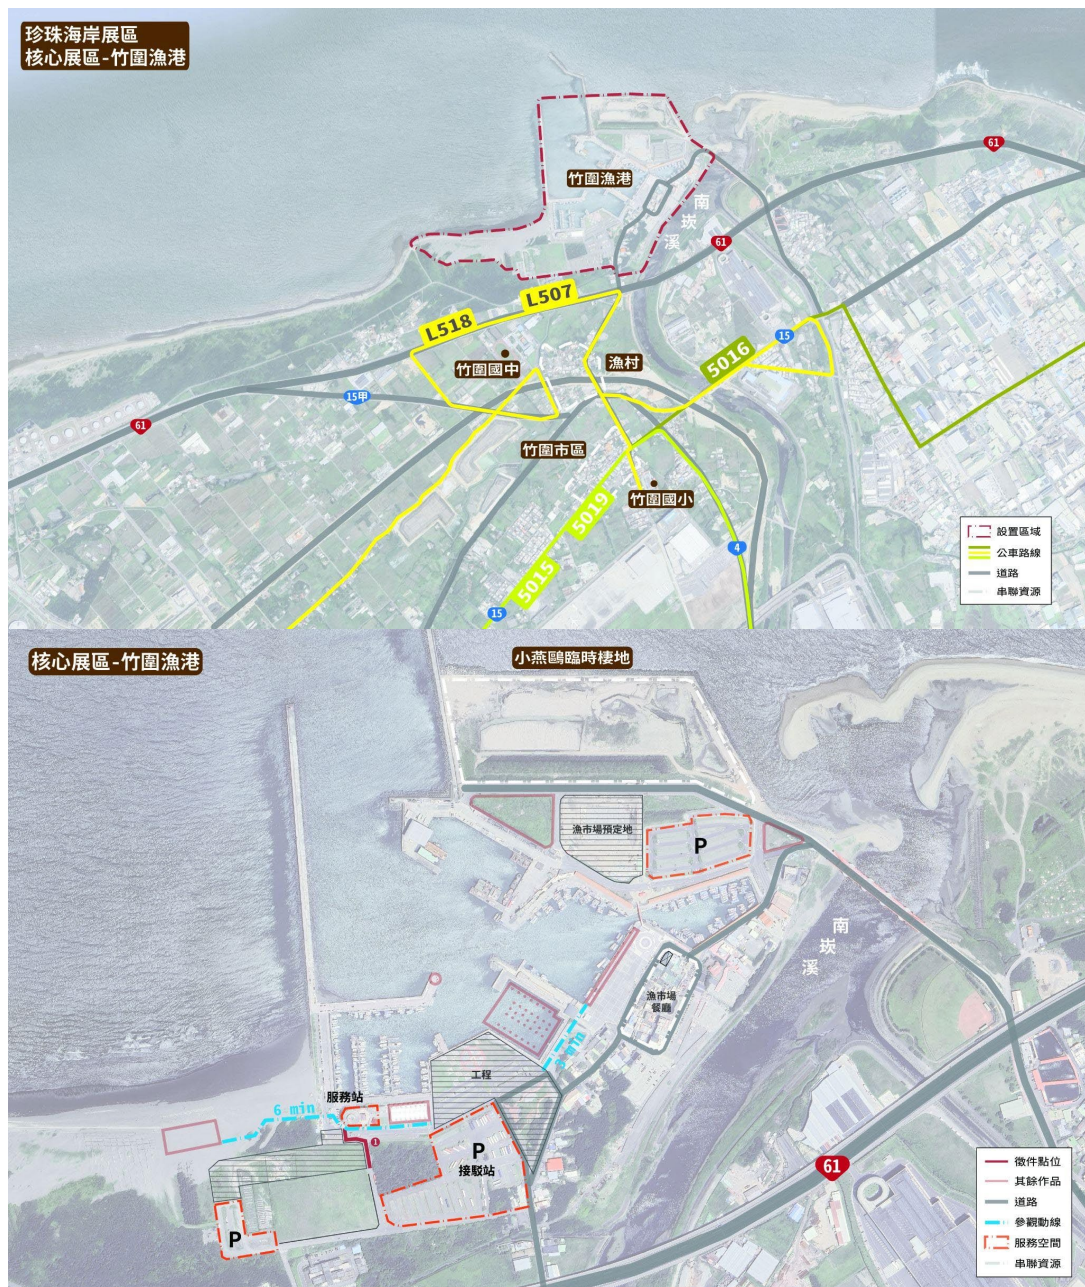 珍珠海岸展區
核心展區-竹圍漁港
61
竹圍漁港
南
崁
溪
61
L507
L518
15
5016
竹圍國中
漁村
15甲
61
竹圍市區
竹圍國小
5019
4
5015
15
設置區域
公車路線
道路
串聯資源
核心展區-竹圍漁港
小燕鷗臨時棲地
漁市場預定地
P
南
崁
溪
漁市場
餐廳
3 min
工程
服務站
6 min
1
P
接駁站
61
P
徵件點位
其餘作品
道路
參觀動線
服務空間
串聯資源